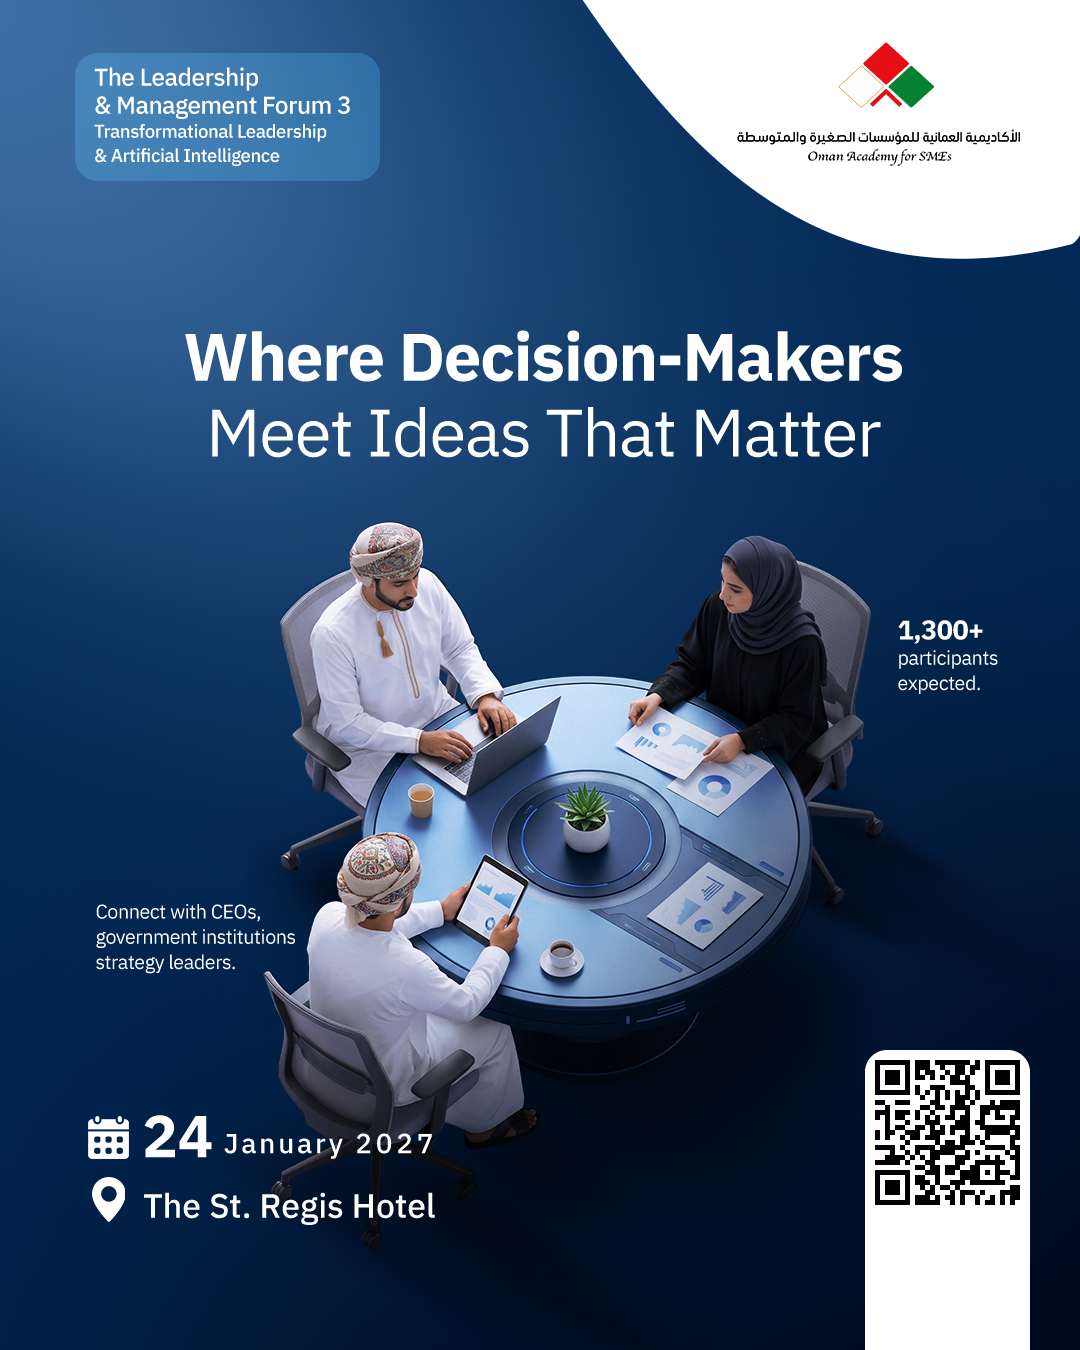 The Leadership
& Management Forum 3
Transformational Leadership
& Artificial Intelligence
الأكاديمية العمانية للمؤسسات الصغيرة والمتوسطة
Oman Academy for SMEs
Where Decision-Makers
Meet Ideas That Matter
1,300+
participants
expected.
Connect with CEOs,
government institutions
strategy leaders.
24 January 2027
The St. Regis Hotel